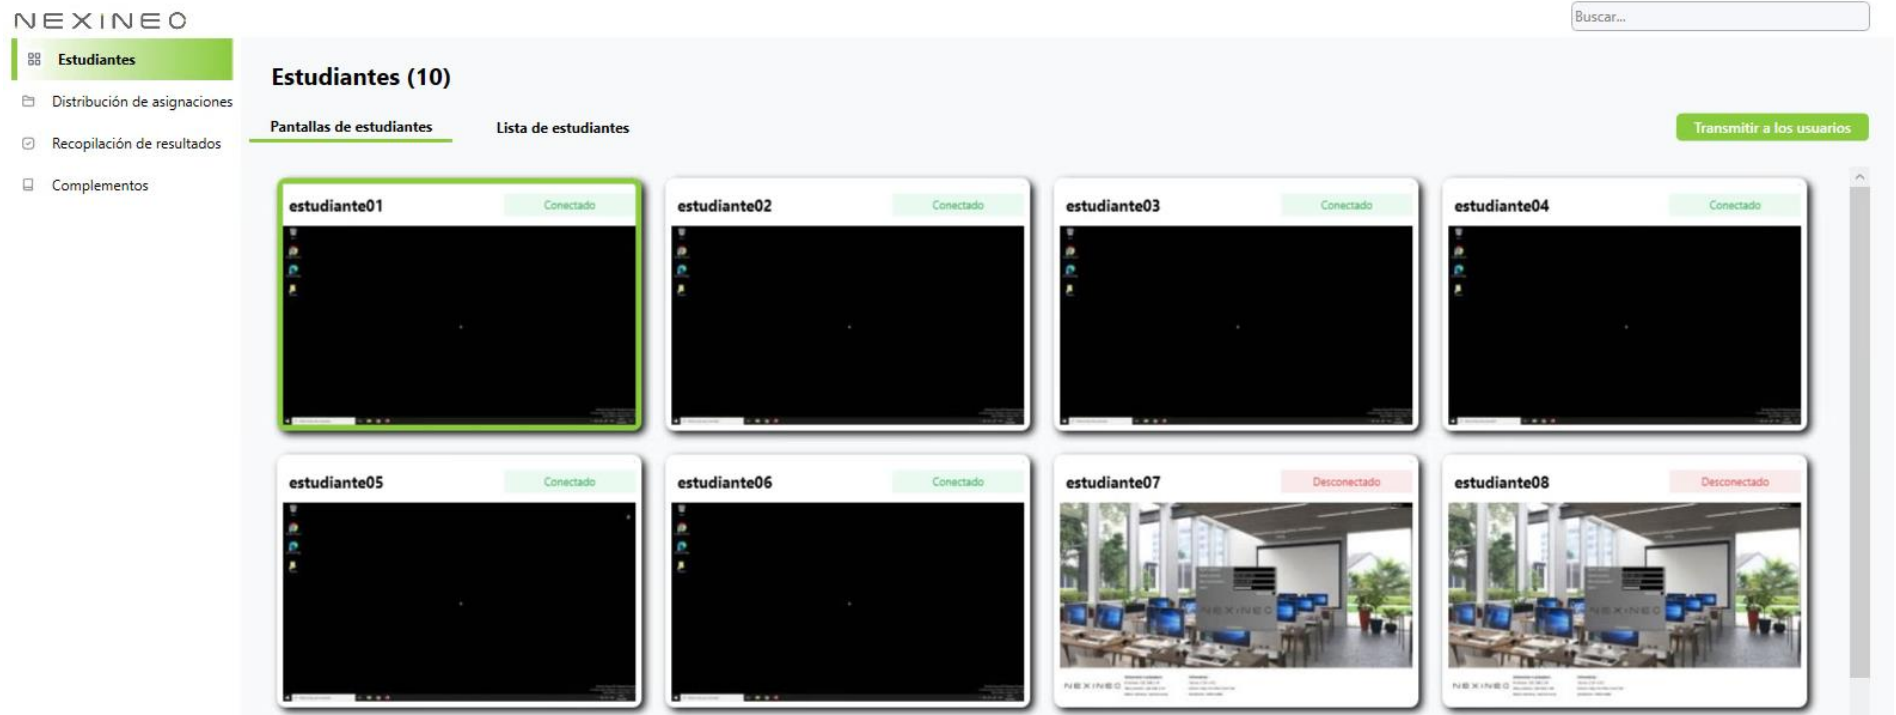 NEXINEO
Buscar...
Estudiantes
Distribución de asignaciones
Recopilación de resultados
Complementos
Estudiantes (10)
Pantallas de estudiantes
Lista de estudiantes
Transmitir a los usuarios
estudiante01
Conectado
estudiante02
Conectado
estudiante03
Conectado
estudiante04
Conectado
estudiante05
Conectado
estudiante06
Conectado
estudiante07
Desconectado
estudiante08
Desconectado
NEXINEO
NEXINEO
NEXINEO
NEXINEO